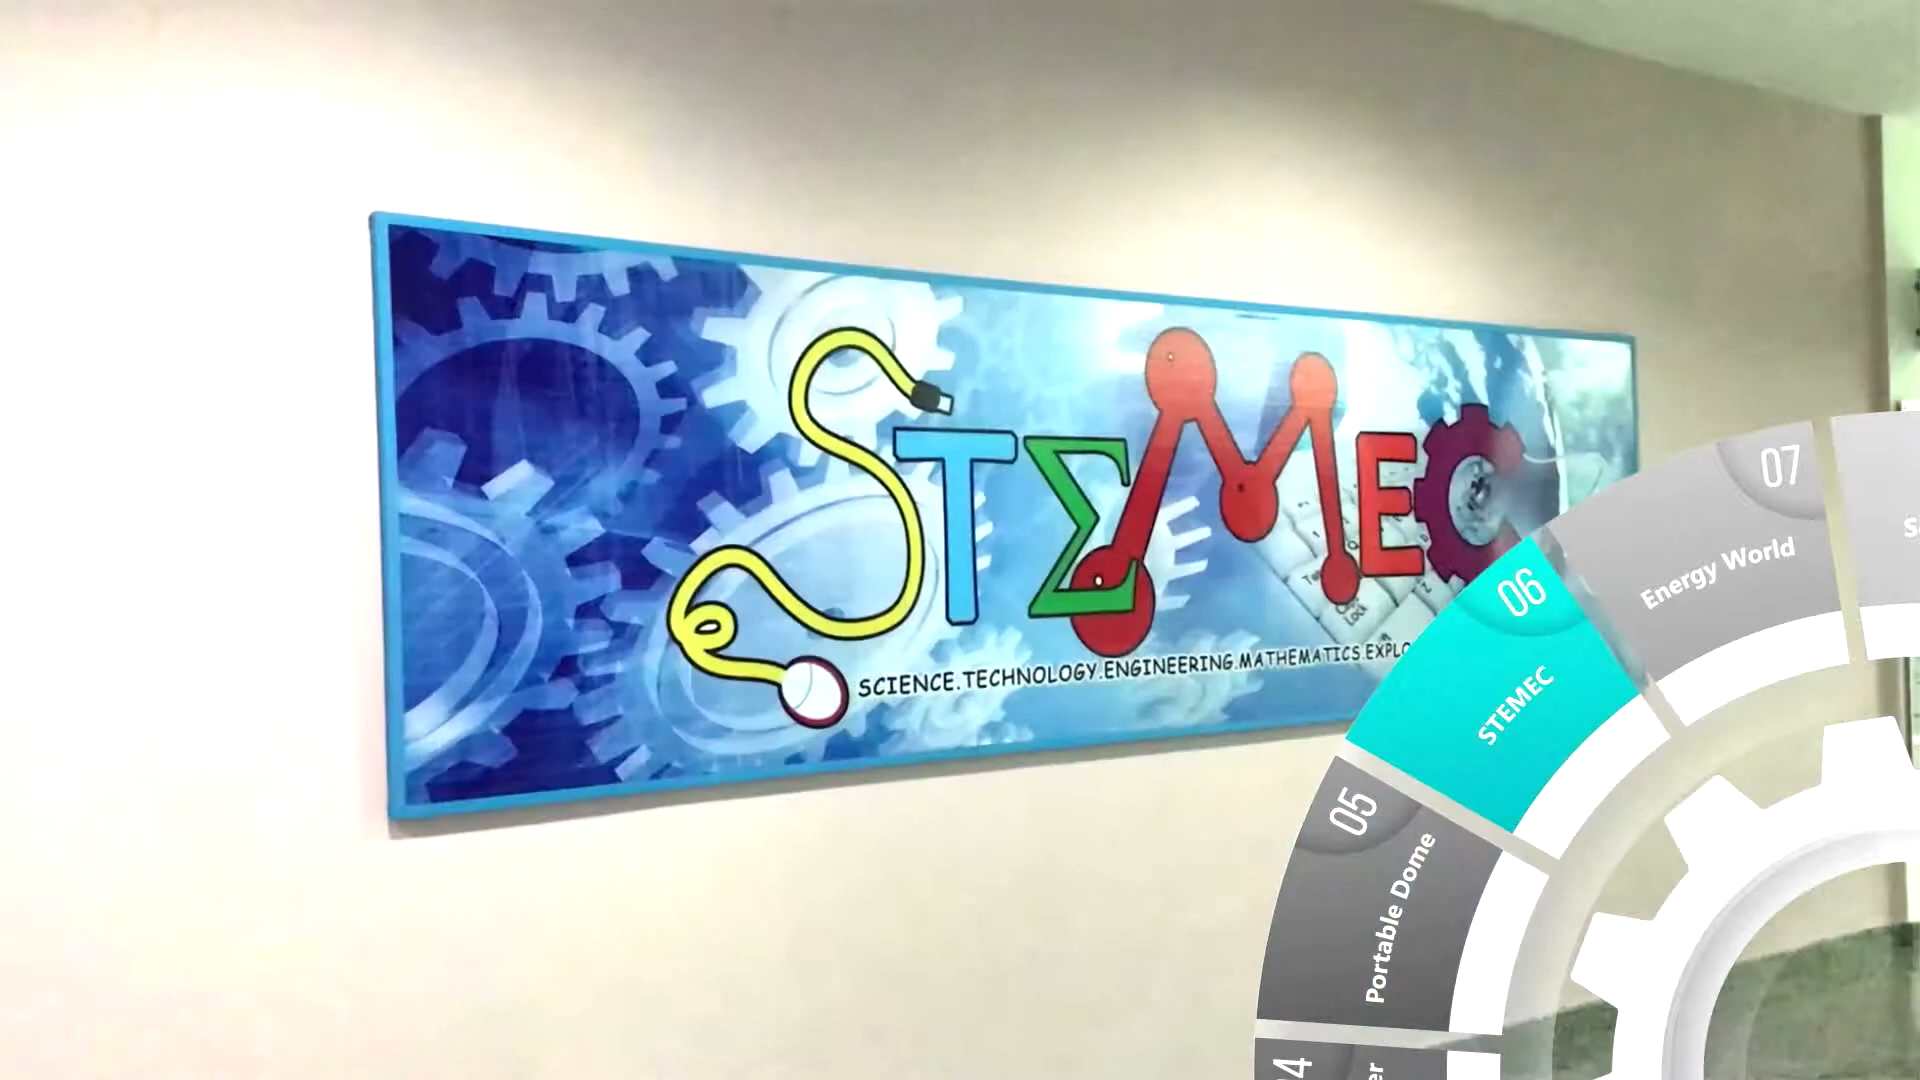 STΣMEC
SCIENCE.TECHNOLOGY.ENGINEERING.MATHEMATICS.EXPLO
07
Energy World
06
STEMEC
05
Portable Dome